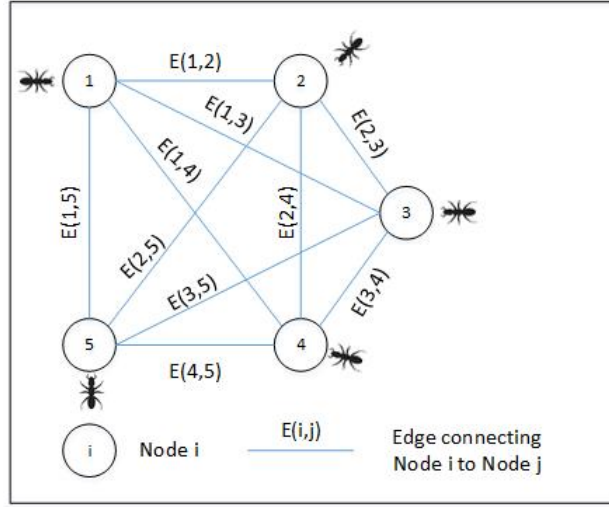 E(1,2)
1
2
E(1,3)
E(2,3)
E(1,4)
E(1,5)
E(2,4)
3
E(2,5)
E(3,5)
E(3,4)
5
4
E(4,5)
i
Node i
E(i,j)
Edge connecting
Node i to Node j